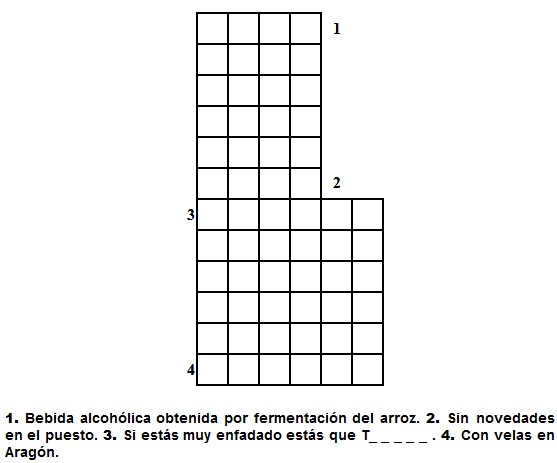 1
2
3
4
1. Bebida alcohólica obtenida por fermentación del arroz. 2. Sin novedades
en el puesto. 3. Si estás muy enfadado estás que T_ _ _ _ _ . 4. Con velas en
Aragón.